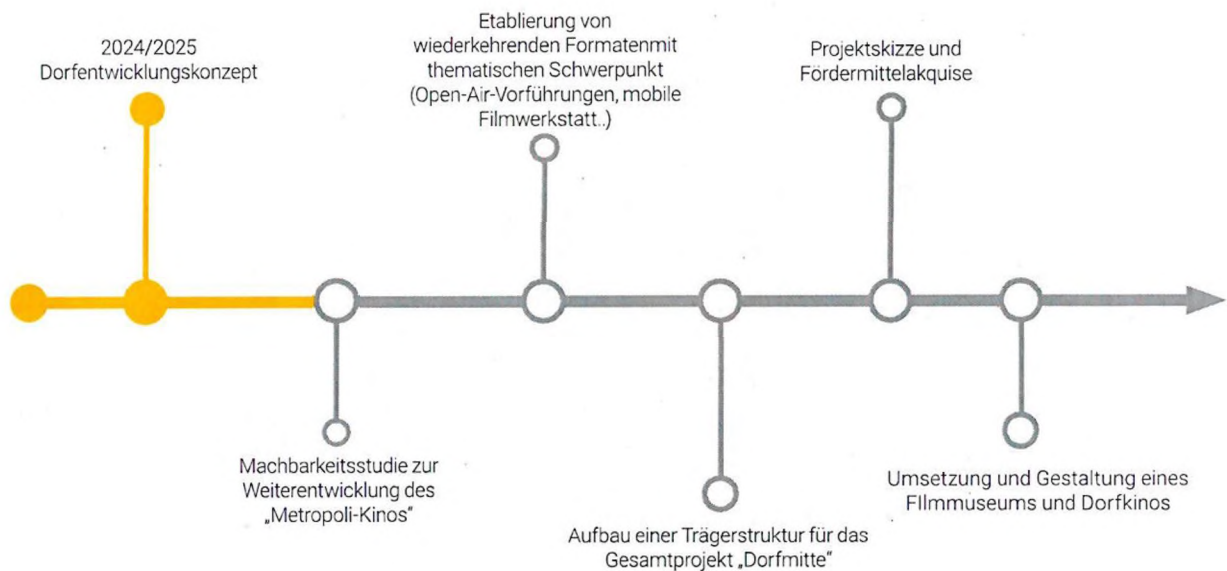 2024/2025
Dorfentwicklungskonzept
Machbarkeitsstudie zur
Weiterentwicklung des
„Metropoli-Kinos“
Etablierung von
wiederkehrenden Formatenmit
thematischen Schwerpunkt
(Open-Air-Vorführungen, mobile
Filmwerkstatt..)
Aufbau einer Trägerstruktur für das
Gesamtprojekt „Dorfmitte“
Projektskizze und
Fördermittelakquise
Umsetzung und Gestaltung eines
FIlmmuseums und Dorfkinos